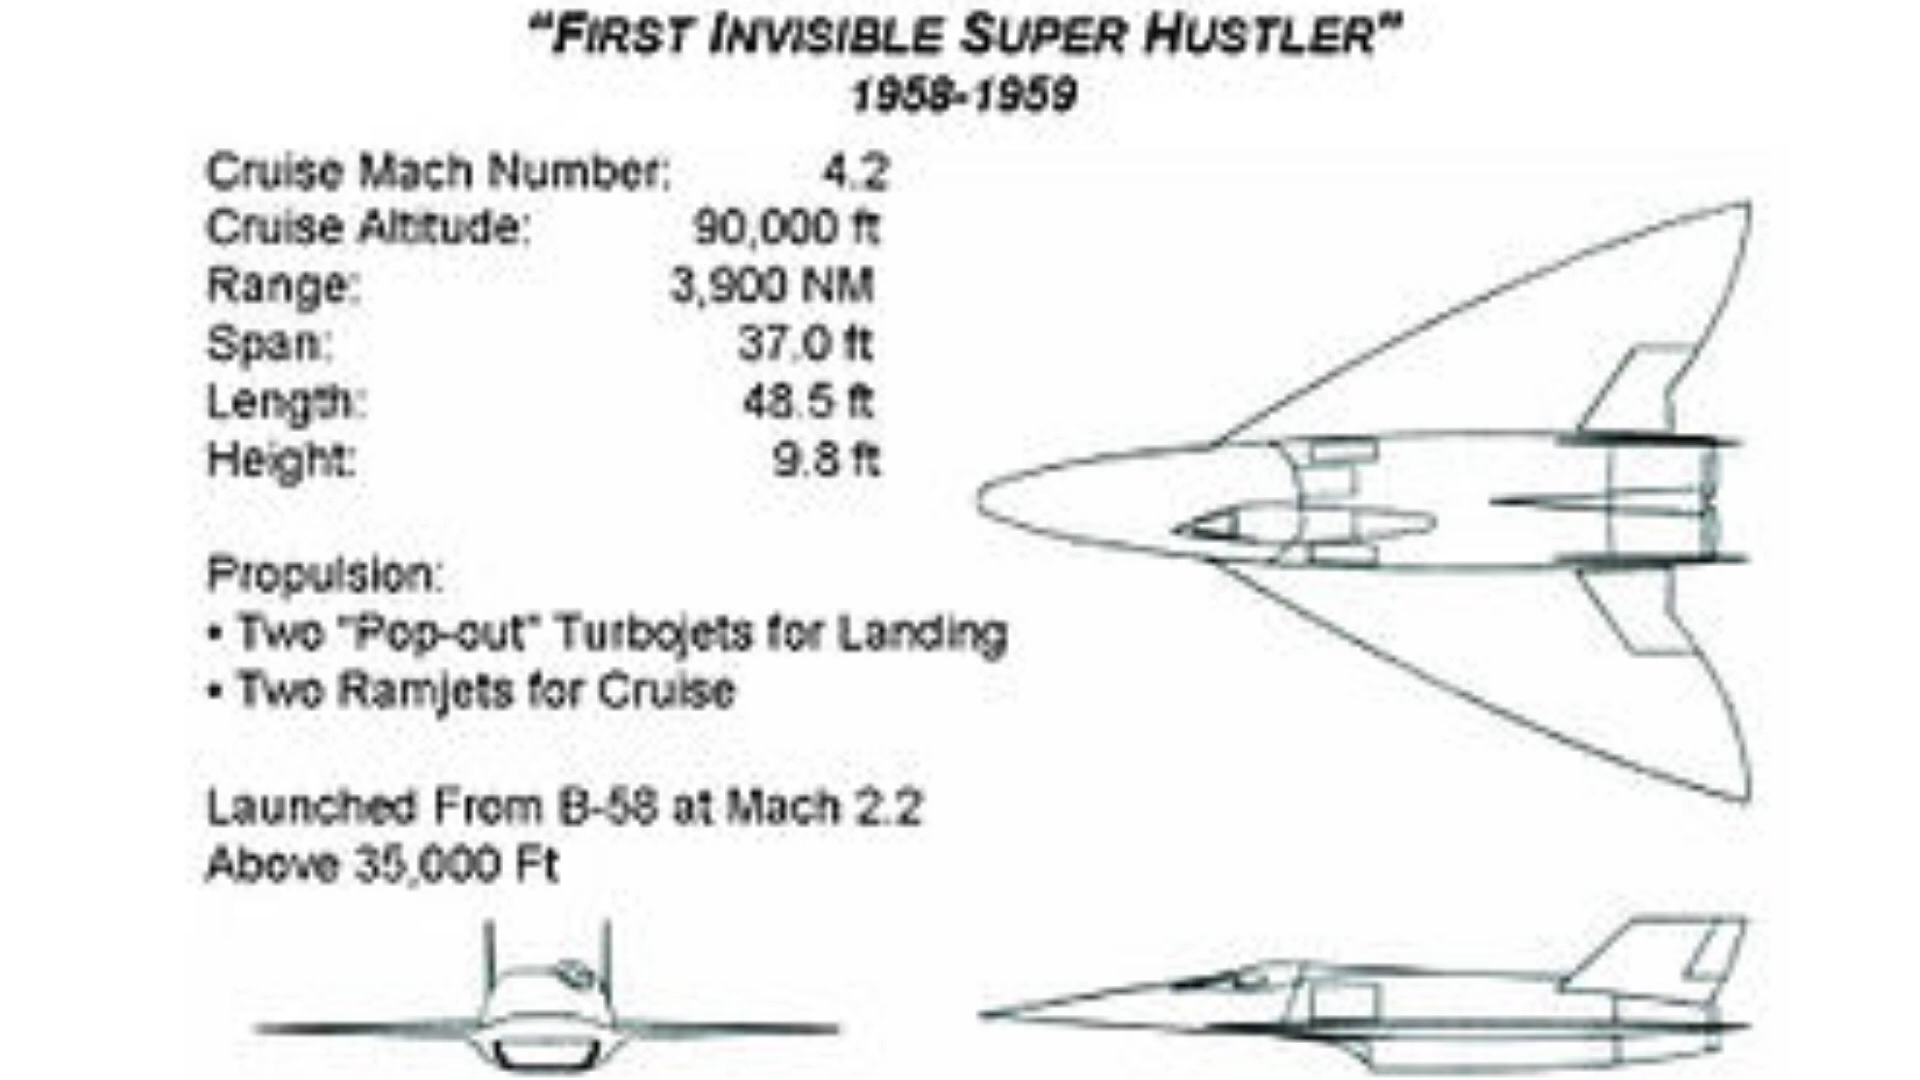 "FIRST INVISIBLE SUPER HUSTLER"
1958-1959
Cruise Mach Number: 4.2
Cruise Altitude: 90,000 ft
Range: 3,900 NM
Span: 37.0 ft
Length: 48.5 ft
Height: 9.8 ft
Propulsion:
• Two "Pop-out" Turbojets for Landing
• Two Ramjets for Cruise
Launched From B-58 at Mach 2.2
Above 35,000 Ft